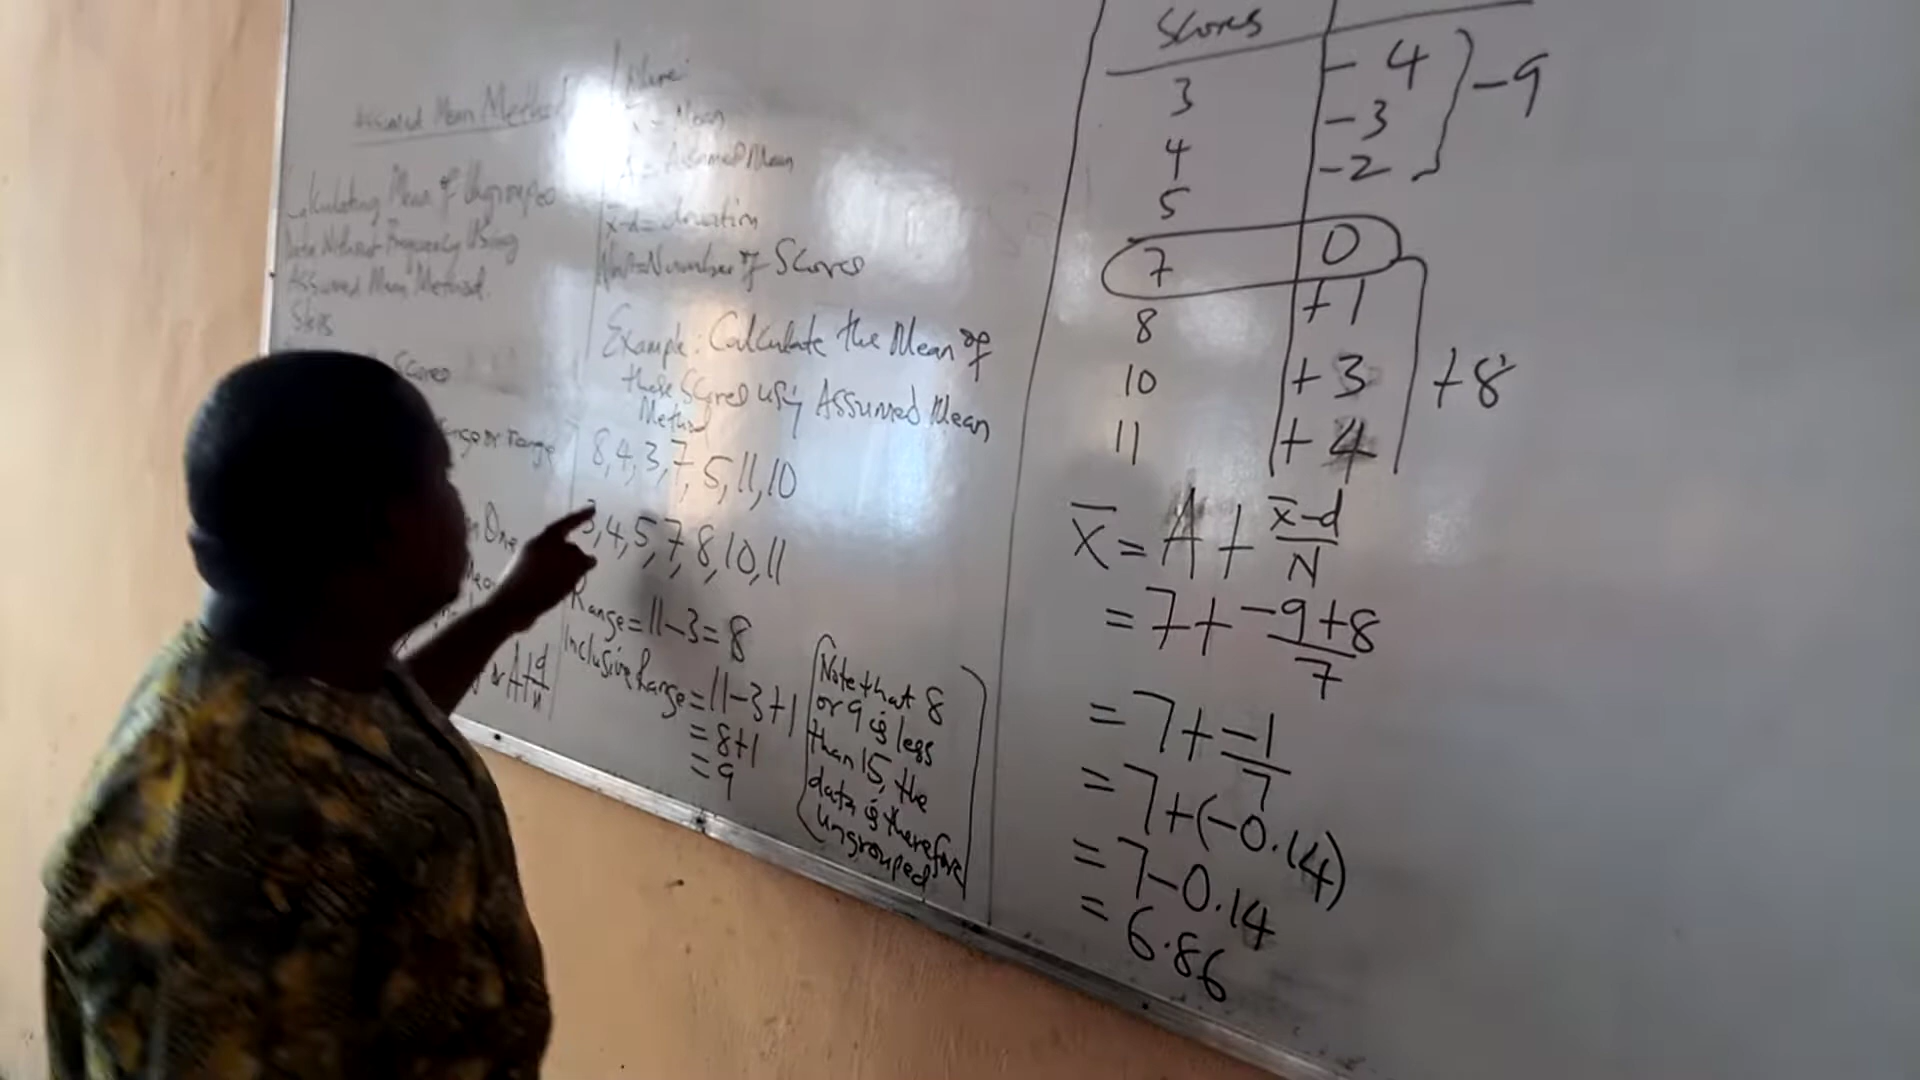 Assumed Mean Method
Calculating Mean of Ungrouped
Data Without Frequency Using
Assumed Mean Method.
Steps
Scores
or range
One
or A+d/n
Note:
x̄ = Mean
A = Assumed Mean
x̄-d = deviation
Number of Scores
Example: Calculate the Mean of
these scores using Assumed Mean
Method
8,4,3,7,5,11,10
3,4,5,7,8,10,11
Range=11-3=8
Inclusive Range=11-3+1
=8+1
=9
Note that 8
or 9 is less
than 15, the
data is therefore
ungrouped
Scores
3 -4
4 -3
5 -2
-9
7 0
8 +1
10 +3
11 +4
+8
x̄ = A + x̄-d/N
= 7 + -9+8/7
= 7 + -1/7
= 7+(-0.14)
= 7-0.14
= 6.86